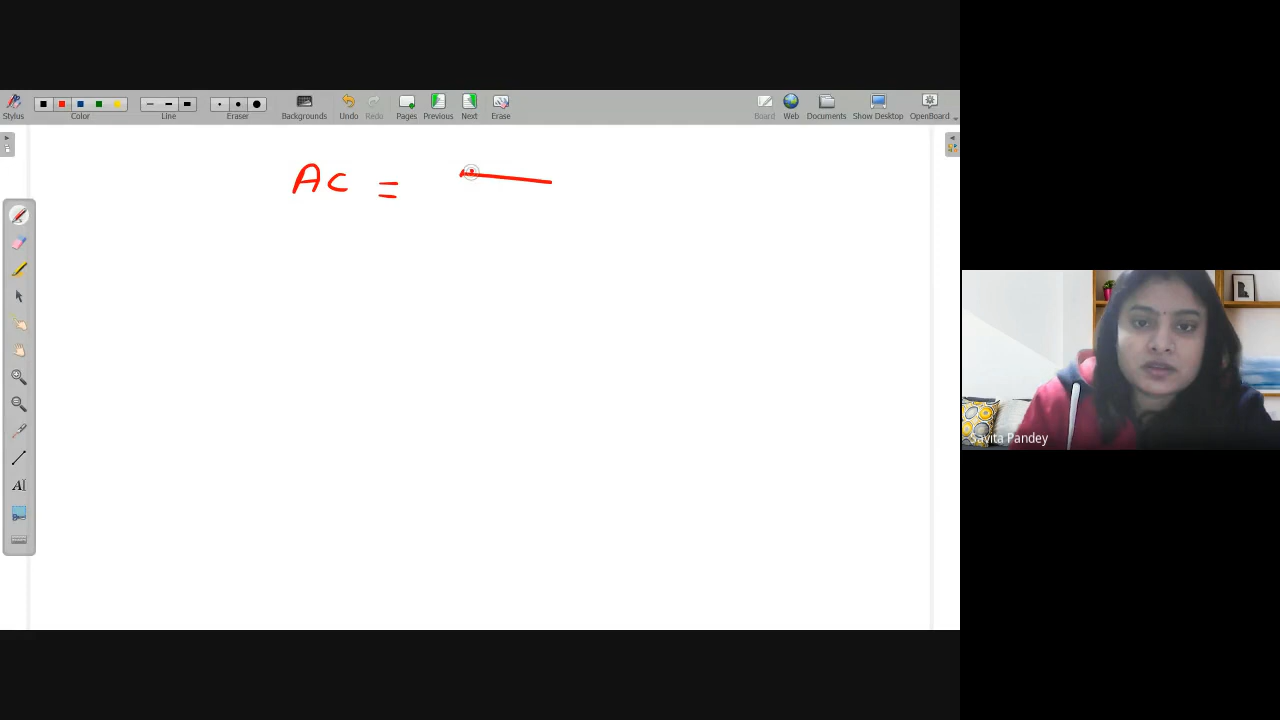 Stylus Color Line Eraser Backgrounds Undo Redo Pages Previous Next Erase Board Web Documents Show Desktop OpenBoard
AC =
AI
Savita Pandey